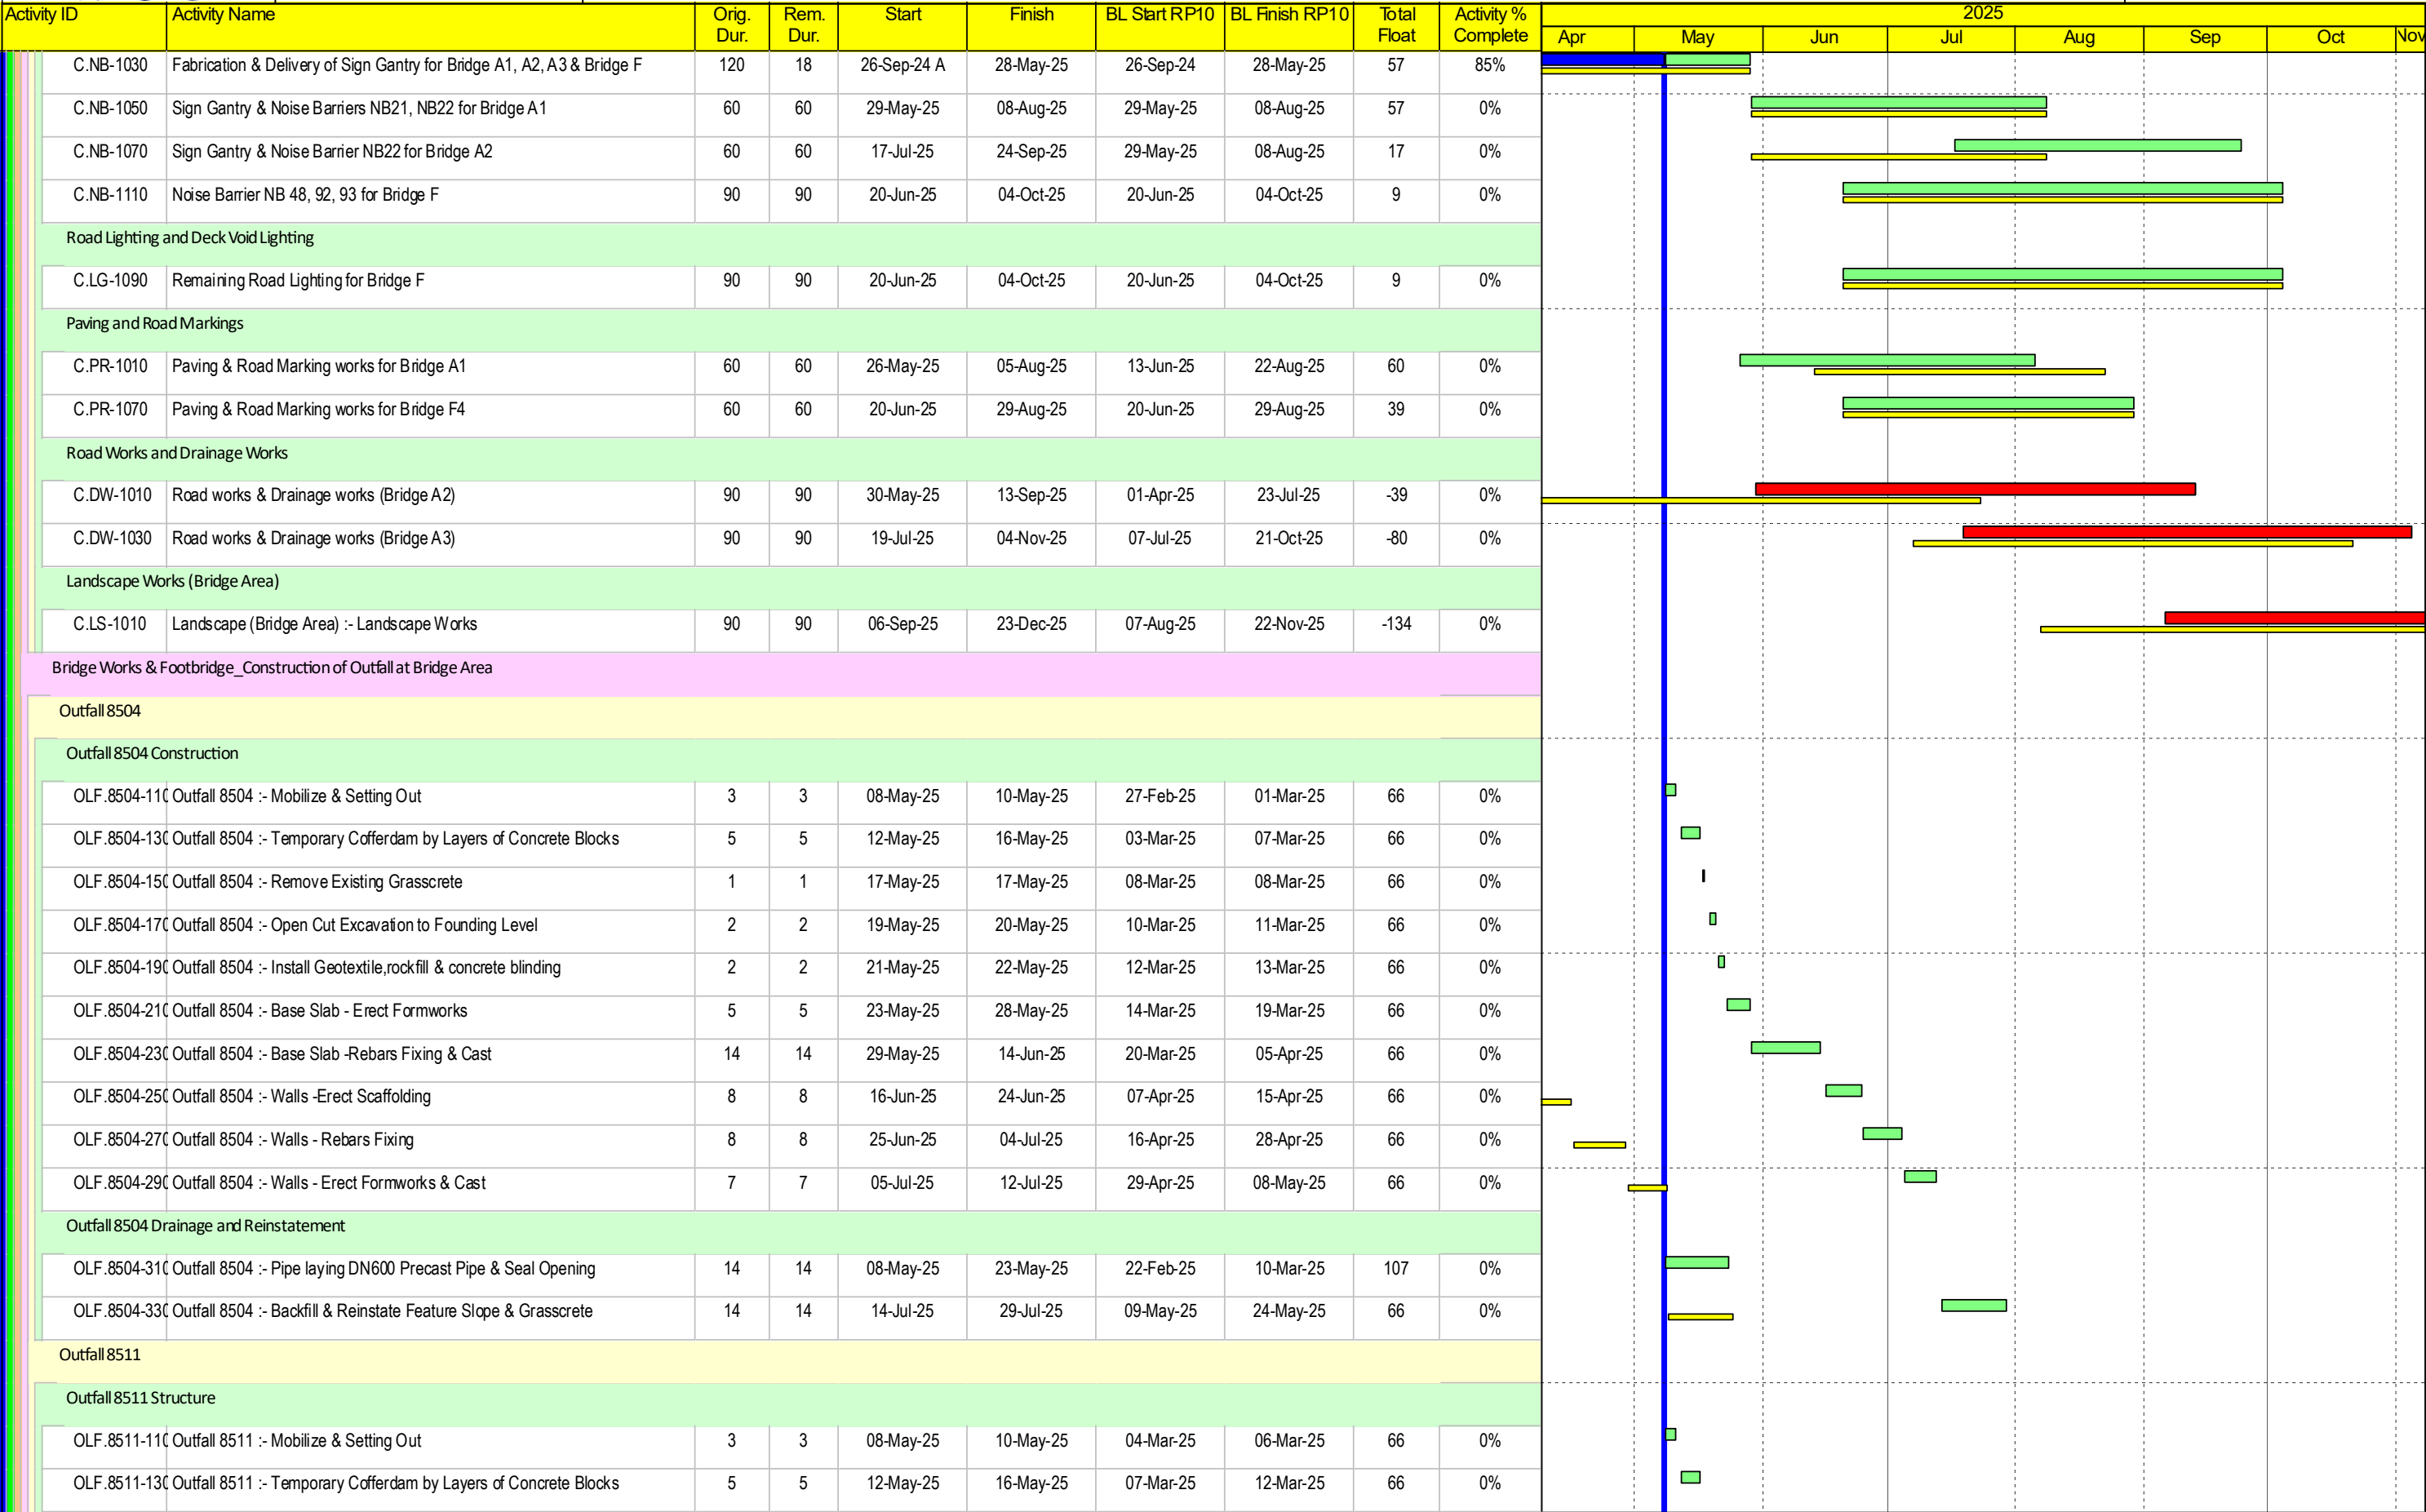 Activity ID Activity Name Orig. Dur. Rem. Dur. Start Finish BL Start RP10 BL Finish RP10 Total Float Activity % Complete 2025
Apr May Jun Jul Aug Sep Oct Nov
C.NB-1030 Fabrication & Delivery of Sign Gantry for Bridge A1, A2, A3 & Bridge F 120 18 26-Sep-24 A 28-May-25 26-Sep-24 28-May-25 57 85%
C.NB-1050 Sign Gantry & Noise Barriers NB21, NB22 for Bridge A1 60 60 29-May-25 08-Aug-25 29-May-25 08-Aug-25 57 0%
C.NB-1070 Sign Gantry & Noise Barrier NB22 for Bridge A2 60 60 17-Jul-25 24-Sep-25 29-May-25 08-Aug-25 17 0%
C.NB-1110 Noise Barrier NB 48, 92, 93 for Bridge F 90 90 20-Jun-25 04-Oct-25 20-Jun-25 04-Oct-25 9 0%
Road Lighting and Deck Void Lighting
C.LG-1090 Remaining Road Lighting for Bridge F 90 90 20-Jun-25 04-Oct-25 20-Jun-25 04-Oct-25 9 0%
Paving and Road Markings
C.PR-1010 Paving & Road Marking works for Bridge A1 60 60 26-May-25 05-Aug-25 13-Jun-25 22-Aug-25 60 0%
C.PR-1070 Paving & Road Marking works for Bridge F4 60 60 20-Jun-25 29-Aug-25 20-Jun-25 29-Aug-25 39 0%
Road Works and Drainage Works
C.DW-1010 Road works & Drainage works (Bridge A2) 90 90 30-May-25 13-Sep-25 01-Apr-25 23-Jul-25 -39 0%
C.DW-1030 Road works & Drainage works (Bridge A3) 90 90 19-Jul-25 04-Nov-25 07-Jul-25 21-Oct-25 -80 0%
Landscape Works (Bridge Area)
C.LS-1010 Landscape (Bridge Area) :- Landscape Works 90 90 06-Sep-25 23-Dec-25 07-Aug-25 22-Nov-25 -134 0%
Bridge Works & Footbridge_Construction of Outfall at Bridge Area
Outfall 8504
Outfall 8504 Construction
OLF.8504-110 Outfall 8504 :- Mobilize & Setting Out 3 3 08-May-25 10-May-25 27-Feb-25 01-Mar-25 66 0%
OLF.8504-130 Outfall 8504 :- Temporary Cofferdam by Layers of Concrete Blocks 5 5 12-May-25 16-May-25 03-Mar-25 07-Mar-25 66 0%
OLF.8504-150 Outfall 8504 :- Remove Existing Grasscrete 1 1 17-May-25 17-May-25 08-Mar-25 08-Mar-25 66 0%
OLF.8504-170 Outfall 8504 :- Open Cut Excavation to Founding Level 2 2 19-May-25 20-May-25 10-Mar-25 11-Mar-25 66 0%
OLF.8504-190 Outfall 8504 :- Install Geotextile,rockfill & concrete blinding 2 2 21-May-25 22-May-25 12-Mar-25 13-Mar-25 66 0%
OLF.8504-210 Outfall 8504 :- Base Slab - Erect Formworks 5 5 23-May-25 28-May-25 14-Mar-25 19-Mar-25 66 0%
OLF.8504-230 Outfall 8504 :- Base Slab -Rebars Fixing & Cast 14 14 29-May-25 14-Jun-25 20-Mar-25 05-Apr-25 66 0%
OLF.8504-250 Outfall 8504 :- Walls -Erect Scaffolding 8 8 16-Jun-25 24-Jun-25 07-Apr-25 15-Apr-25 66 0%
OLF.8504-270 Outfall 8504 :- Walls - Rebars Fixing 8 8 25-Jun-25 04-Jul-25 16-Apr-25 28-Apr-25 66 0%
OLF.8504-290 Outfall 8504 :- Walls - Erect Formworks & Cast 7 7 05-Jul-25 12-Jul-25 29-Apr-25 08-May-25 66 0%
Outfall 8504 Drainage and Reinstatement
OLF.8504-310 Outfall 8504 :- Pipe laying DN600 Precast Pipe & Seal Opening 14 14 08-May-25 23-May-25 22-Feb-25 10-Mar-25 107 0%
OLF.8504-330 Outfall 8504 :- Backfill & Reinstate Feature Slope & Grasscrete 14 14 14-Jul-25 29-Jul-25 09-May-25 24-May-25 66 0%
Outfall 8511
Outfall 8511 Structure
OLF.8511-110 Outfall 8511 :- Mobilize & Setting Out 3 3 08-May-25 10-May-25 04-Mar-25 06-Mar-25 66 0%
OLF.8511-130 Outfall 8511 :- Temporary Cofferdam by Layers of Concrete Blocks 5 5 12-May-25 16-May-25 07-Mar-25 12-Mar-25 66 0%